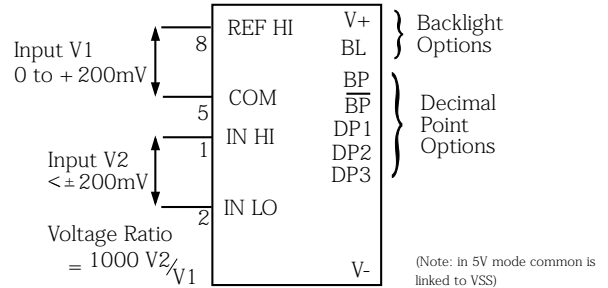 Input V1
0 to + 200mV
8
REF HI
5
COM
1
IN HI
Input V2
<± 200mV
2
IN LO
Voltage Ratio
= 1000 V2/V1
V+
BL
Backlight
Options
BP
B̅P̅
DP1
DP2
DP3
Decimal
Point
Options
V-
(Note: in 5V mode common is
linked to VSS)